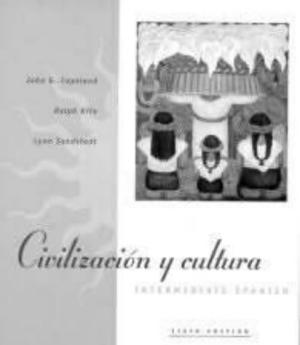 John G. Copeland
Ralph Kite
Lynn Sandstedt
Civilización y cultura
INTERMEDIATE SPANISH
SIXTH EDITION